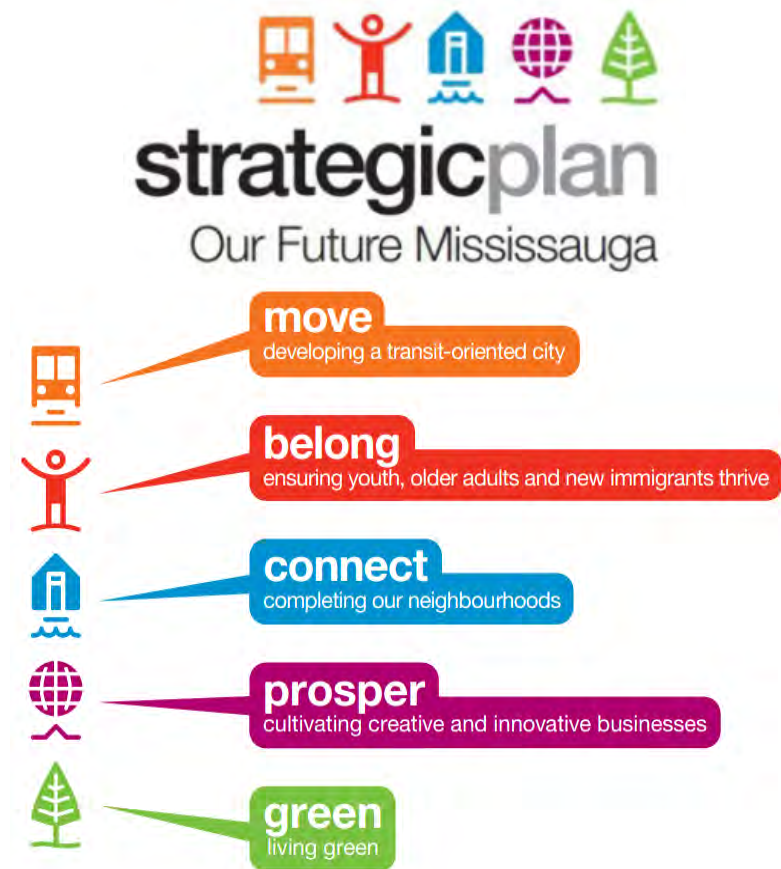 strategicplan
Our Future Mississauga
move
developing a transit-oriented city
belong
ensuring youth, older adults and new immigrants thrive
connect
completing our neighbourhoods
prosper
cultivating creative and innovative businesses
green
living green